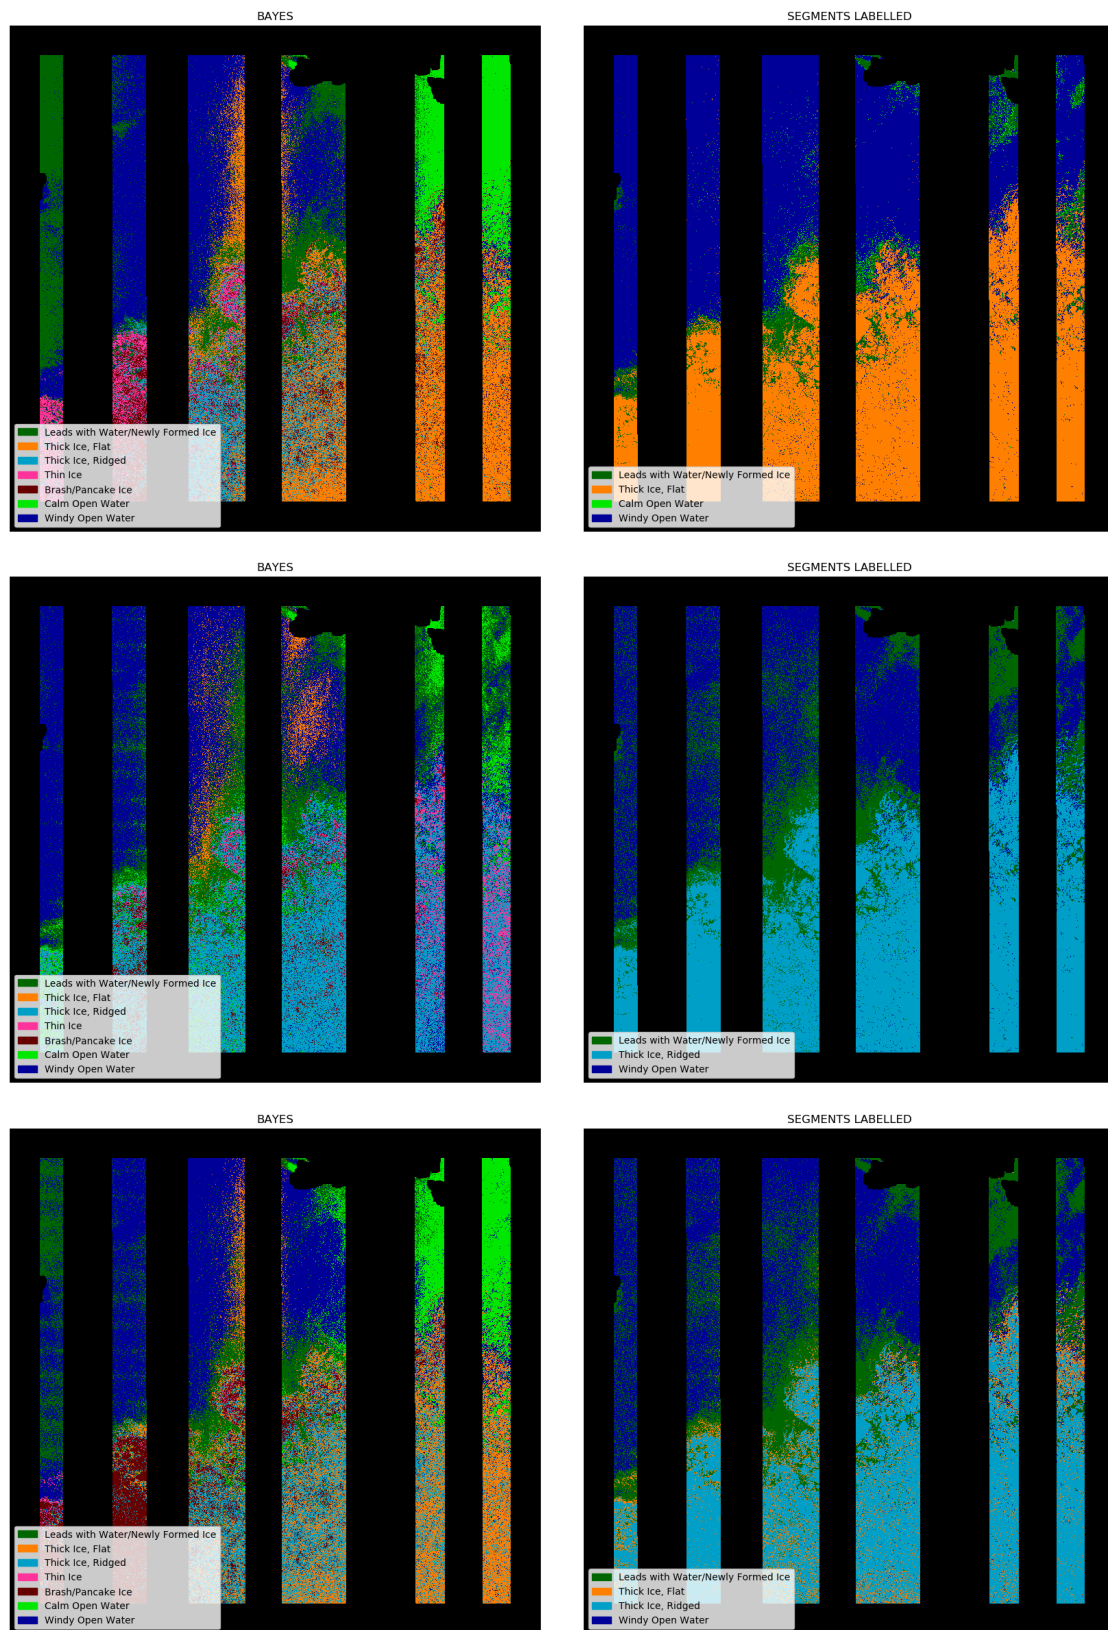 BAYES
SEGMENTS LABELLED
Leads with Water/Newly Formed Ice
Thick Ice, Flat
Thick Ice, Ridged
Thin Ice
Brash/Pancake Ice
Calm Open Water
Windy Open Water
Leads with Water/Newly Formed Ice
Thick Ice, Flat
Calm Open Water
Windy Open Water
BAYES
SEGMENTS LABELLED
Leads with Water/Newly Formed Ice
Thick Ice, Flat
Thick Ice, Ridged
Thin Ice
Brash/Pancake Ice
Calm Open Water
Windy Open Water
Leads with Water/Newly Formed Ice
Thick Ice, Ridged
Windy Open Water
BAYES
SEGMENTS LABELLED
Leads with Water/Newly Formed Ice
Thick Ice, Flat
Thick Ice, Ridged
Thin Ice
Brash/Pancake Ice
Calm Open Water
Windy Open Water
Leads with Water/Newly Formed Ice
Thick Ice, Flat
Thick Ice, Ridged
Windy Open Water